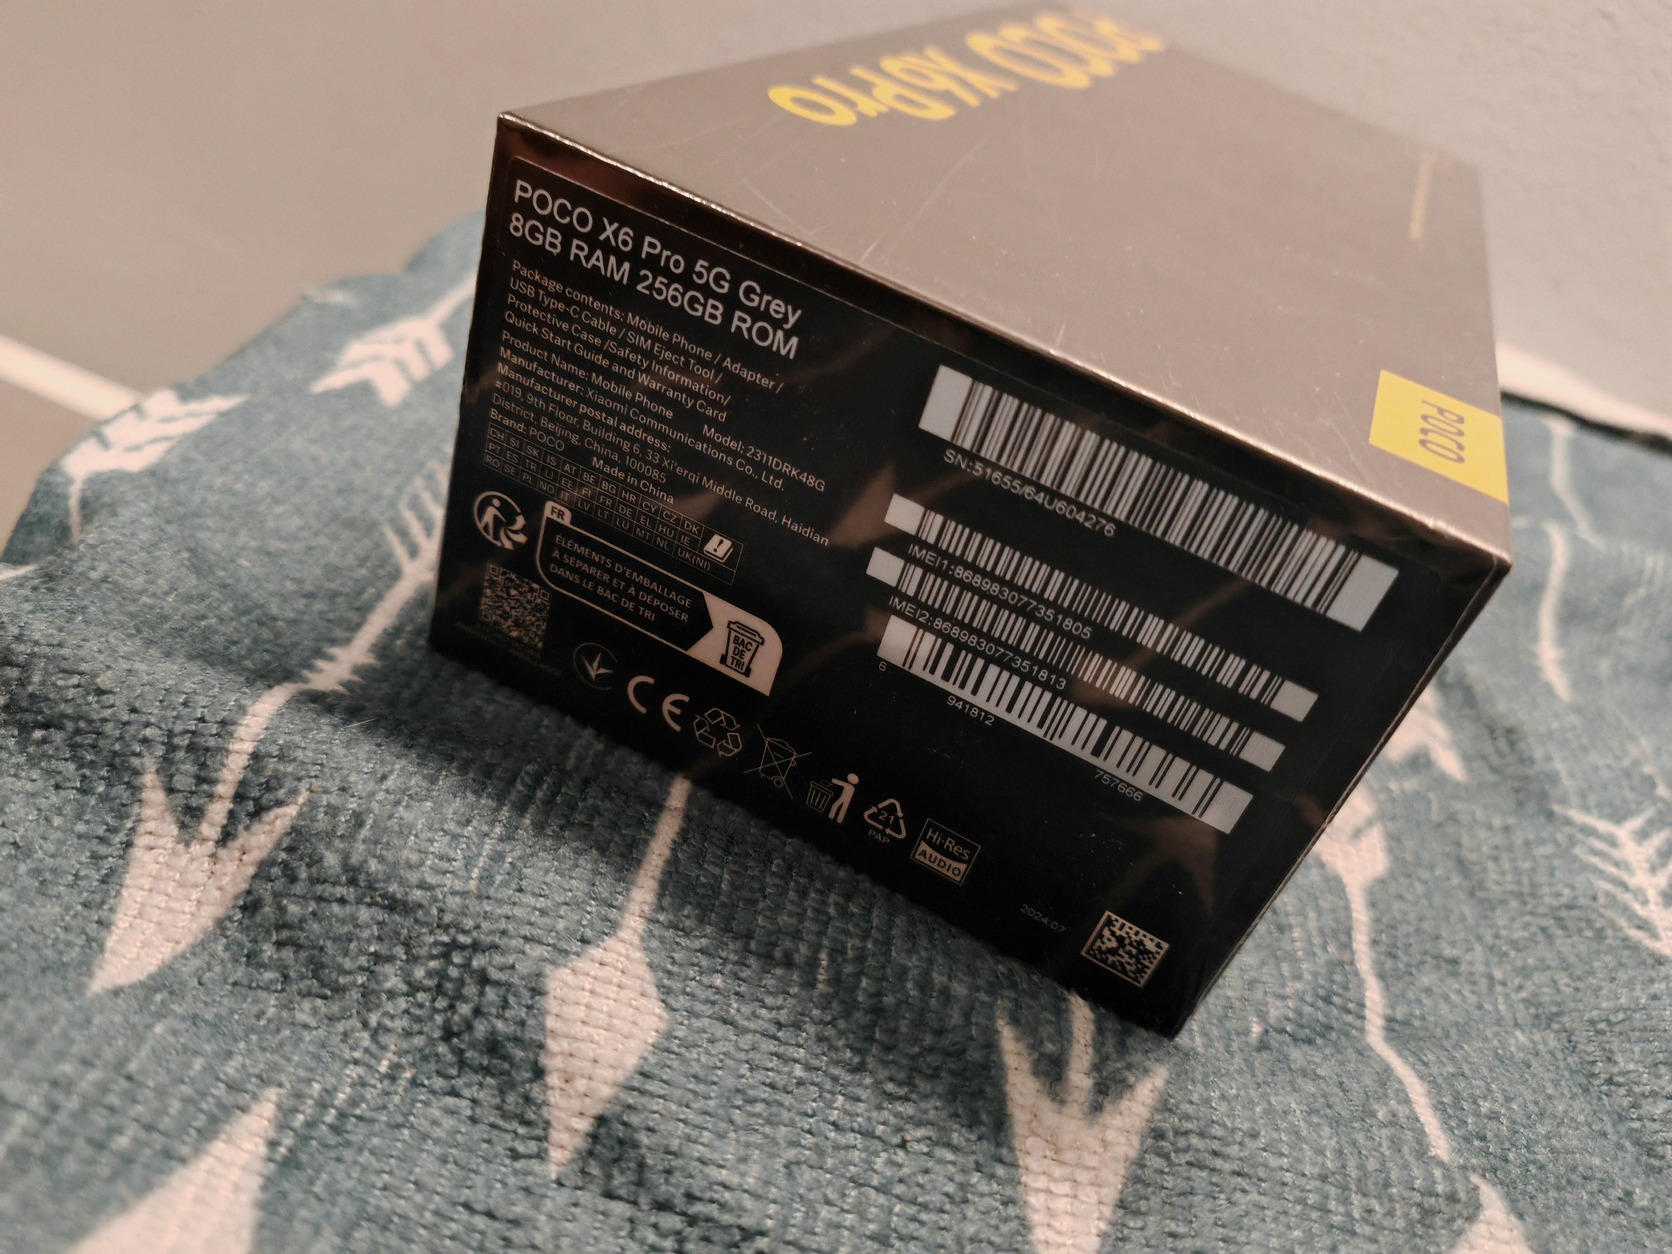 POCO X6 Pro
POCO
POCO X6 Pro 5G Grey
8GB RAM 256GB ROM
Package contents: Mobile Phone / Adapter /
USB Type-C Cable / SIM Eject Tool /
Protective Case /Safety Information/
Quick Start Guide and Warranty Card
Product Name: Mobile Phone Model: 2311DRK48G
Manufacturer: Xiaomi Communications Co., Ltd.
Manufacturer postal address:
#019, 9th Floor, Building 6, 33 Xi'erqi Middle Road, Haidian
District, Beijing, China, 100085
Brand: POCO Made in China
CH SI SK IS AT BE BG HR CY CZ DK
PT ES TR LI EE FI FR DE EL HU IE
RO SE PL NO IT LV LT LU MT NL UK(NI)
FR
ÉLÉMENTS D'EMBALLAGE
À SÉPARER ET À DÉPOSER
DANS LE BAC DE TRI
BAC
DE
TRI
CE
21
PAP
Hi-Res
AUDIO
SN:51655/64U604276
IMEI1:868983077351805
IMEI2:868983077351813
6 941812 757666
2024.07